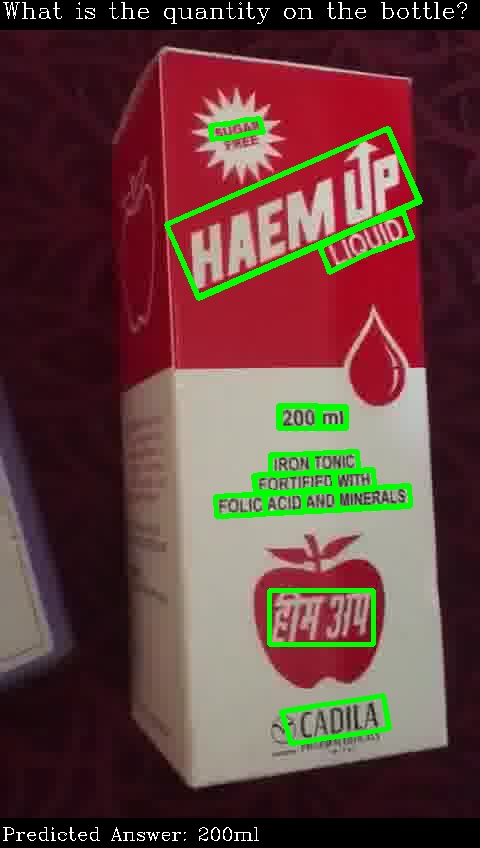 What is the quantity on the bottle?
SUGAR
FREE
HAEM UP
LIQUID
200 ml
IRON TONIC
FORTIFIED WITH
FOLIC ACID AND MINERALS
हीम अप
CADILA
PHARMACEUTICALS
Predicted Answer: 200ml